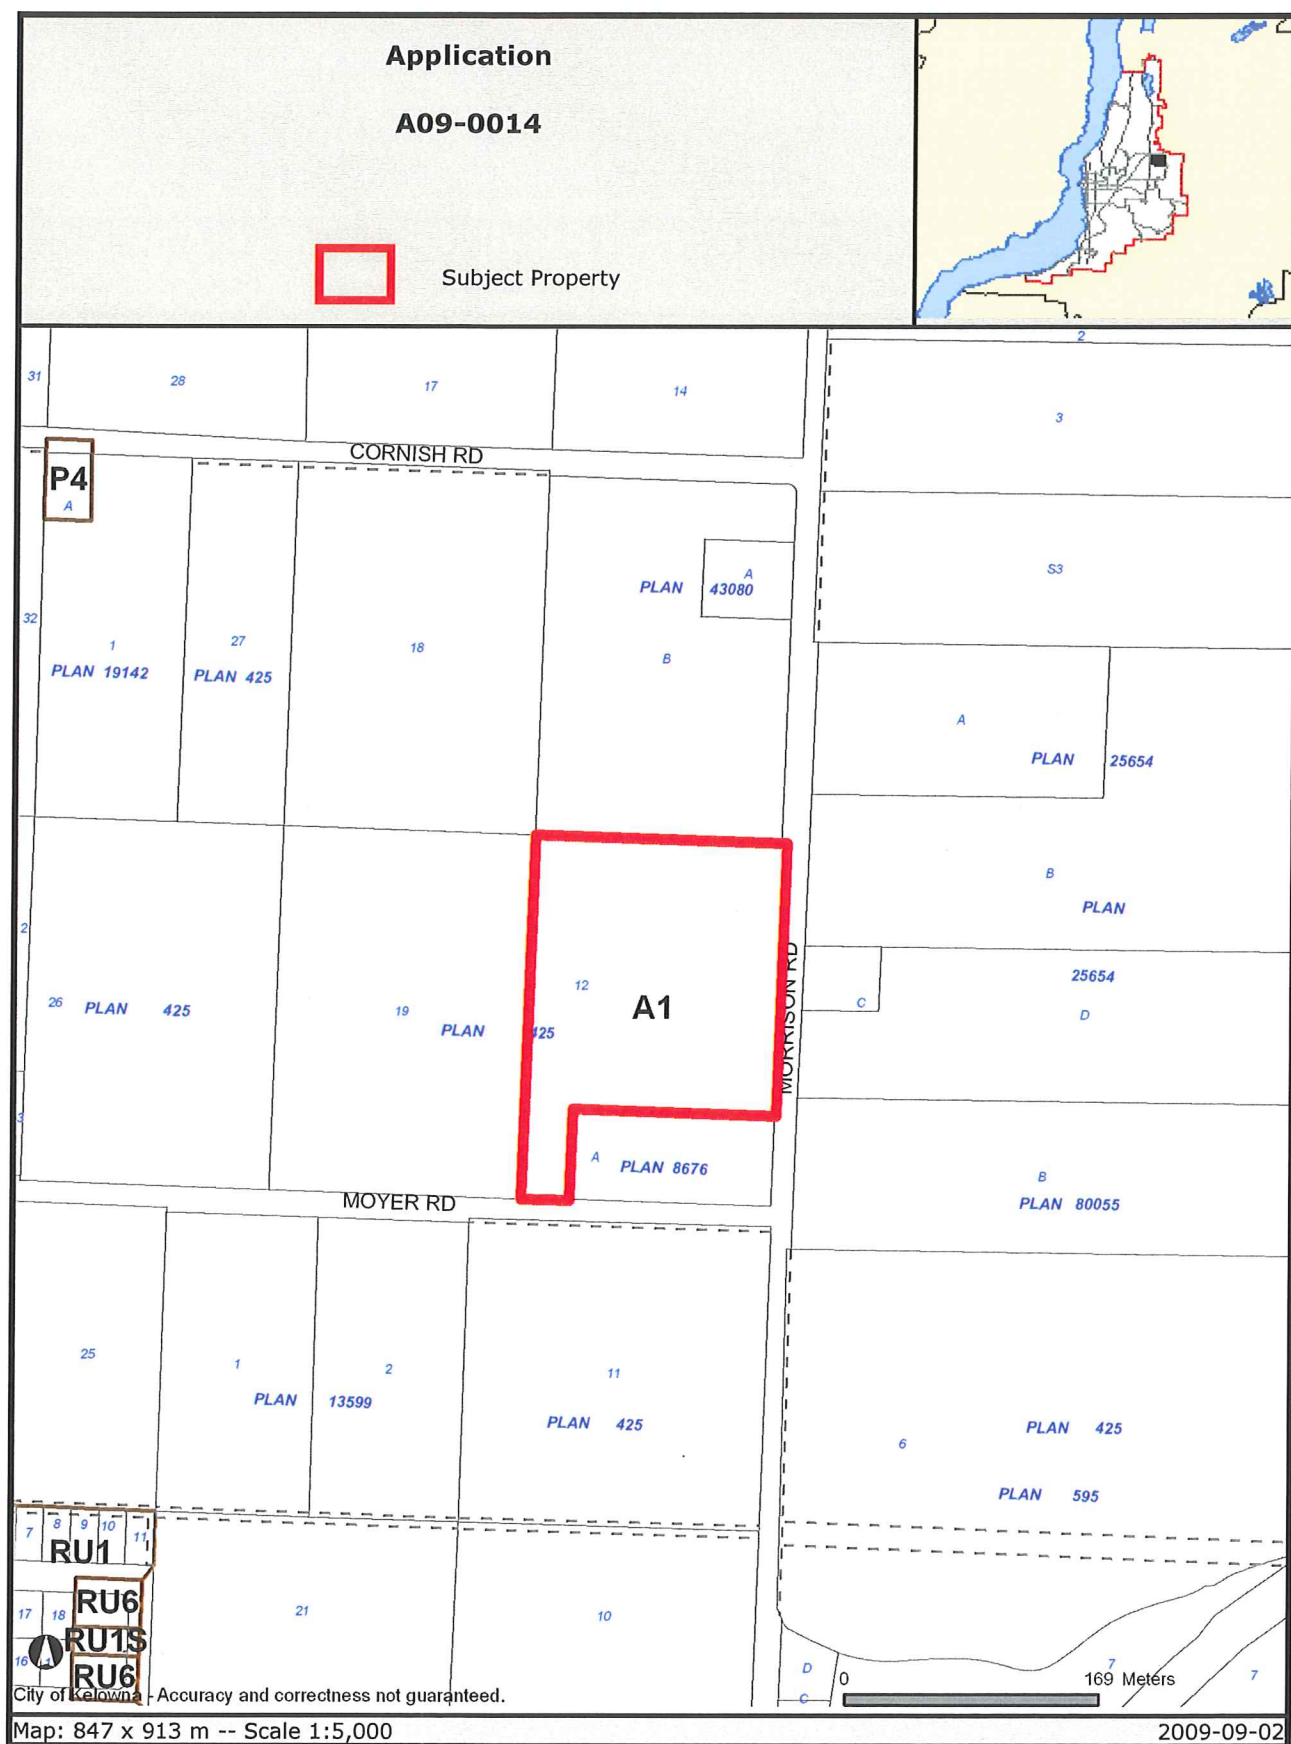 Application
A09-0014
Subject Property
2
31
28
17
14
3
CORNISH RD
P4
A
S3
A
PLAN 43080
32
1
27
18
B
PLAN 19142
PLAN 425
A
PLAN 25654
B
PLAN
2
12
25654
26 PLAN 425
19
A1
C
D
PLAN 425
MORRISON RD
3
A PLAN 8676
B
PLAN 80055
MOYER RD
25
1
2
11
PLAN 13599
PLAN 425
PLAN 425
6
PLAN 595
7
8
9
10
11
RU1
RU6
17
18
21
10
RU1S
16
1
RU6
D
C
7
7
0
169 Meters
City of Kelowna - Accuracy and correctness not guaranteed.
Map: 847 x 913 m -- Scale 1:5,000
2009-09-02